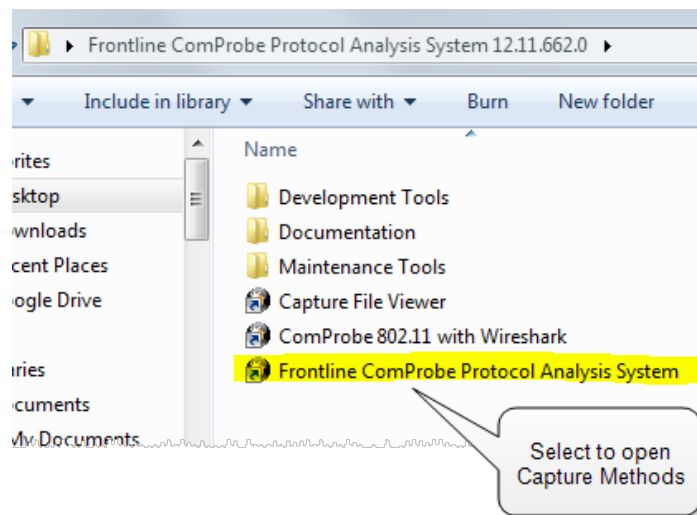 Frontline ComProbe Protocol Analysis System 12.11.662.0
Include in library Share with Burn New folder
Name
rites
sktop
wnloads
cent Places
ogle Drive
aries
cuments
My Documents
Development Tools
Documentation
Maintenance Tools
Capture File Viewer
ComProbe 802.11 with Wireshark
Frontline ComProbe Protocol Analysis System
Select to open
Capture Methods